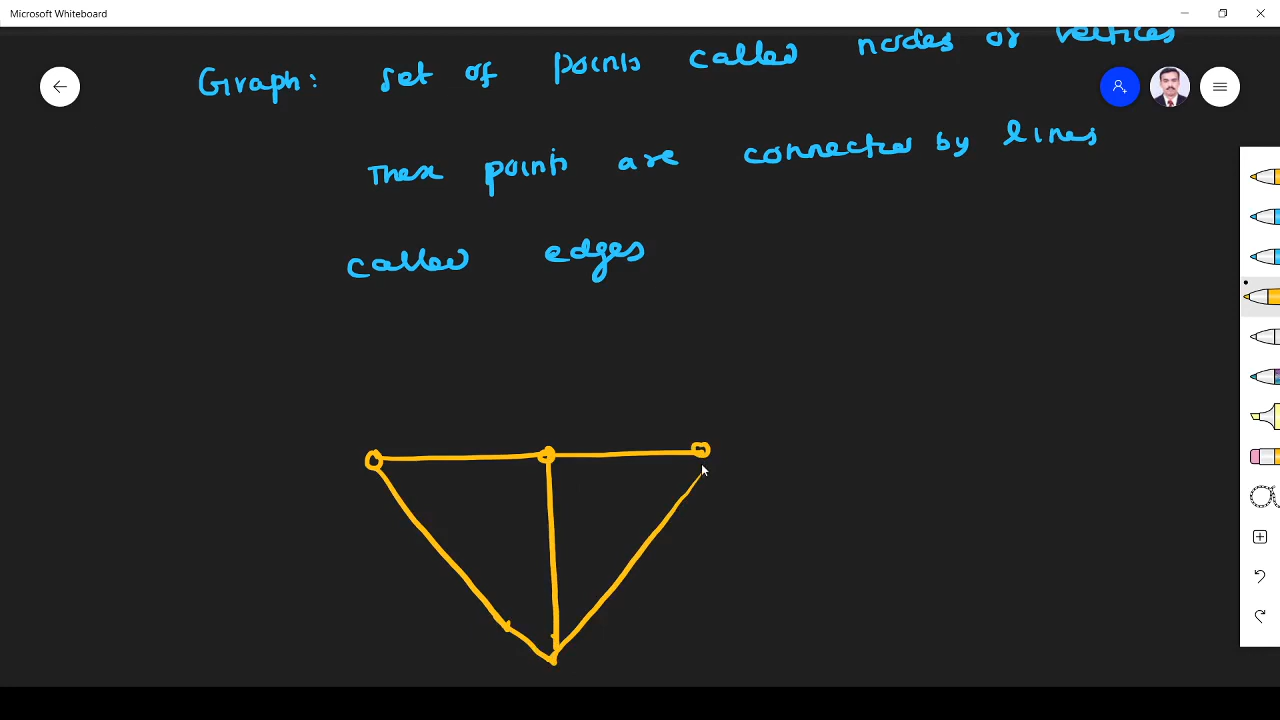 Microsoft Whiteboard
Graph: set of points called nodes or vertices
These points are connected by lines
called edges